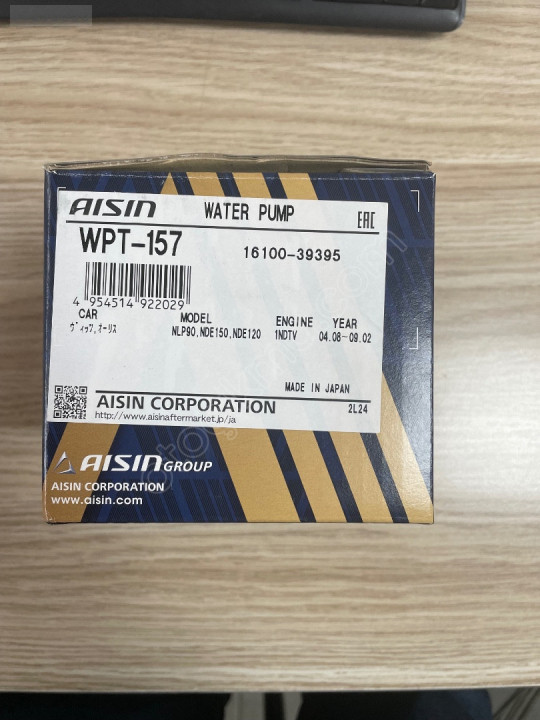 AISIN WATER PUMP EAC
WPT-157 16100-39395
4 954514 922029
CAR MODEL ENGINE YEAR
ヴィッツ,オーリス NLP90,NDE150,NDE120 1NDTV 04.08-09.02
MADE IN JAPAN
AISIN CORPORATION 2L24
http://www.aisinaftermarket.jp/ja
AISIN GROUP
AISIN CORPORATION
www.aisin.com